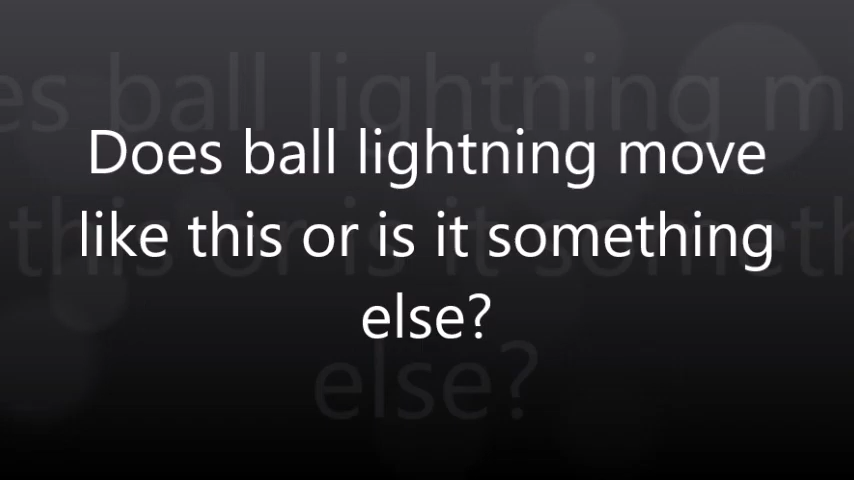 Does ball lightning move
like this or is it something
else?